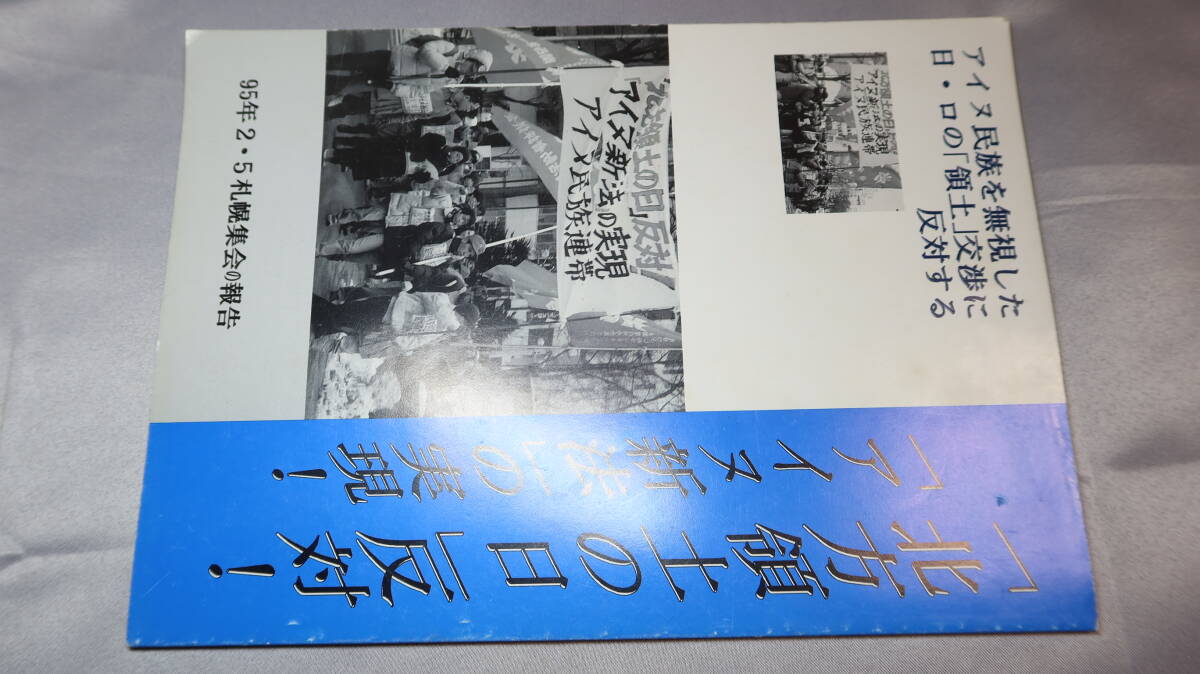 「北方領土の日」反対!
「アイヌ新法」の実現!
アイヌ民族を無視した
日・ロの「領土」交渉に
反対する
北方領土の日」反対
「アイヌ新法の実現
アイヌ民族連帯
95年2・5札幌集会の報告